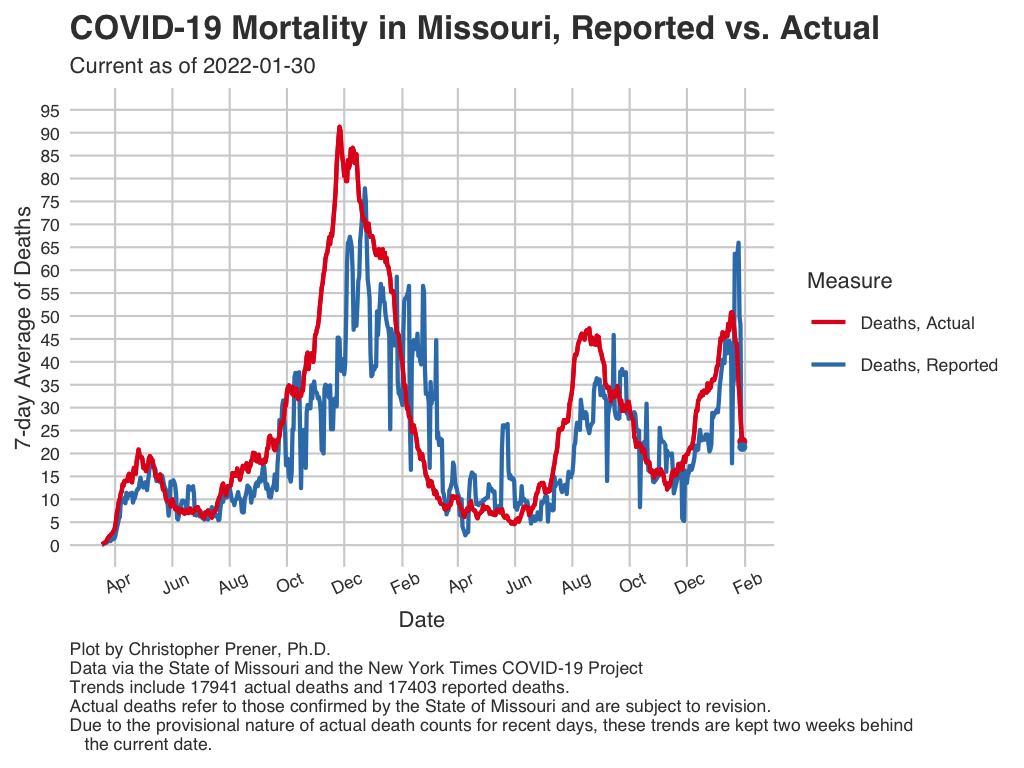 COVID-19 Mortality in Missouri, Reported vs. Actual
Current as of 2022-01-30
7-day Average of Deaths
95
90
85
80
75
70
65
60
55
50
45
40
35
30
25
20
15
10
5
0
Apr Jun Aug Oct Dec Feb Apr Jun Aug Oct Dec Feb
Date
Measure
Deaths, Actual
Deaths, Reported
Plot by Christopher Prener, Ph.D.
Data via the State of Missouri and the New York Times COVID-19 Project
Trends include 17941 actual deaths and 17403 reported deaths.
Actual deaths refer to those confirmed by the State of Missouri and are subject to revision.
Due to the provisional nature of actual death counts for recent days, these trends are kept two weeks behind
the current date.